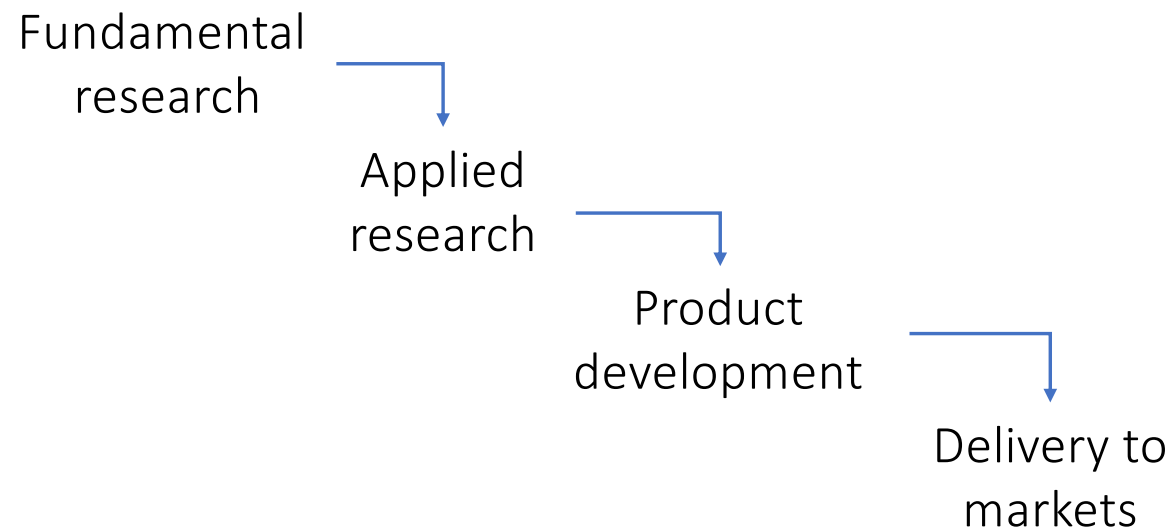 Fundamental
research
Applied
research
Product
development
Delivery to
markets